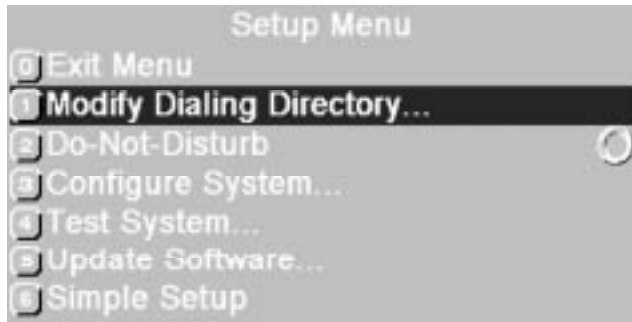 Setup Menu
0 Exit Menu
1 Modify Dialing Directory...
2 Do-Not-Disturb
3 Configure System...
4 Test System...
5 Update Software...
6 Simple Setup